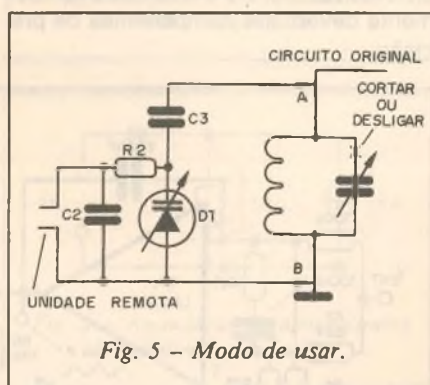 CIRCUITO ORIGINAL
A
CORTAR
OU
DESLIGAR
C3
R2
C2
D1
B
UNIDADE REMOTA
Fig. 5 – Modo de usar.